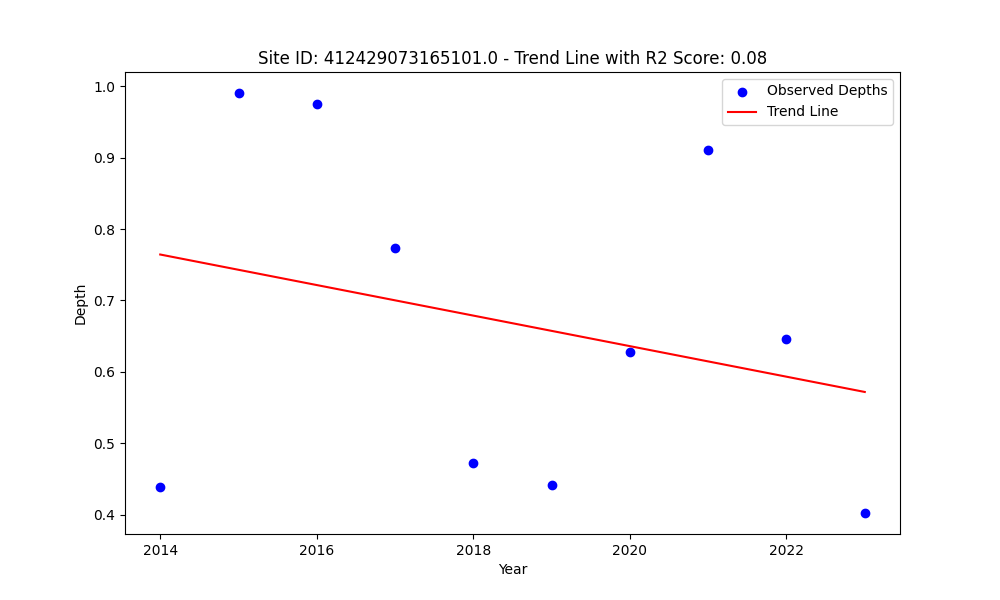 Site ID: 412429073165101.0 - Trend Line with R2 Score: 0.08
Observed Depths
Trend Line
1.0
0.9
0.8
0.7
0.6
0.5
0.4
Depth
2014
2016
2018
2020
2022
Year